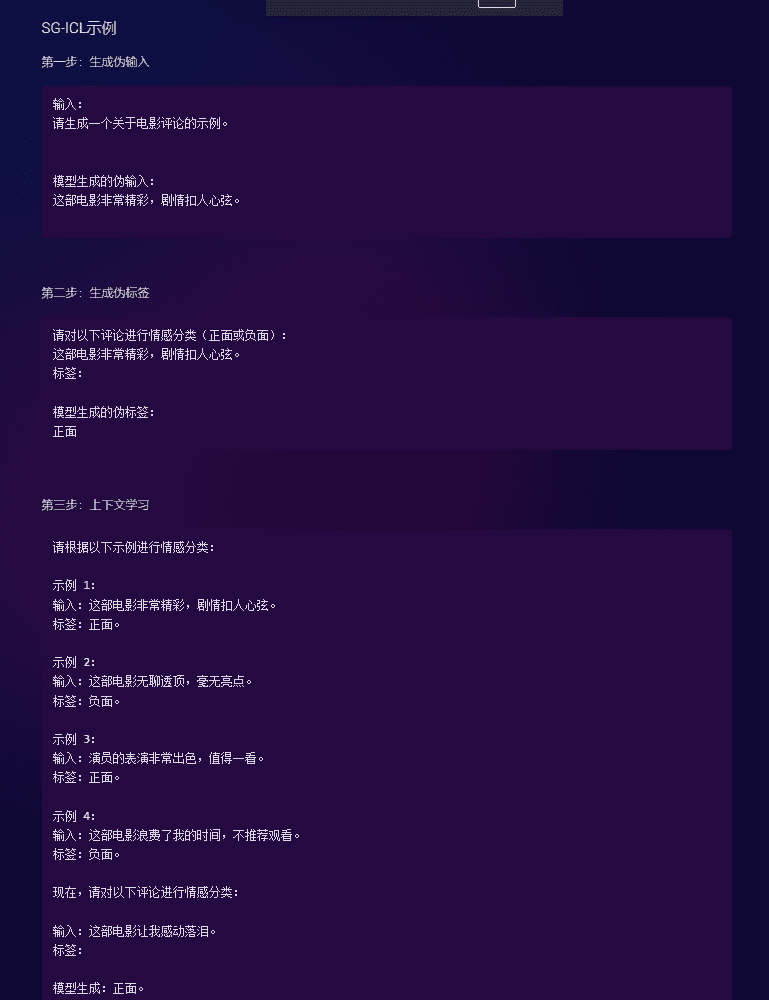 SG-ICL示例
第一步：生成伪输入
输入：
请生成一个关于电影评论的示例。
模型生成的伪输入：
这部电影非常精彩，剧情扣人心弦。
第二步：生成伪标签
请对以下评论进行情感分类（正面或负面）：
这部电影非常精彩，剧情扣人心弦。
标签：
模型生成的伪标签：
正面
第三步：上下文学习
请根据以下示例进行情感分类：
示例 1：
输入：这部电影非常精彩，剧情扣人心弦。
标签：正面。
示例 2：
输入：这部电影无聊透顶，毫无亮点。
标签：负面。
示例 3：
输入：演员的表演非常出色，值得一看。
标签：正面。
示例 4：
输入：这部电影浪费了我的时间，不推荐观看。
标签：负面。
现在，请对以下评论进行情感分类：
输入：这部电影让我感动落泪。
标签：
模型生成：正面。